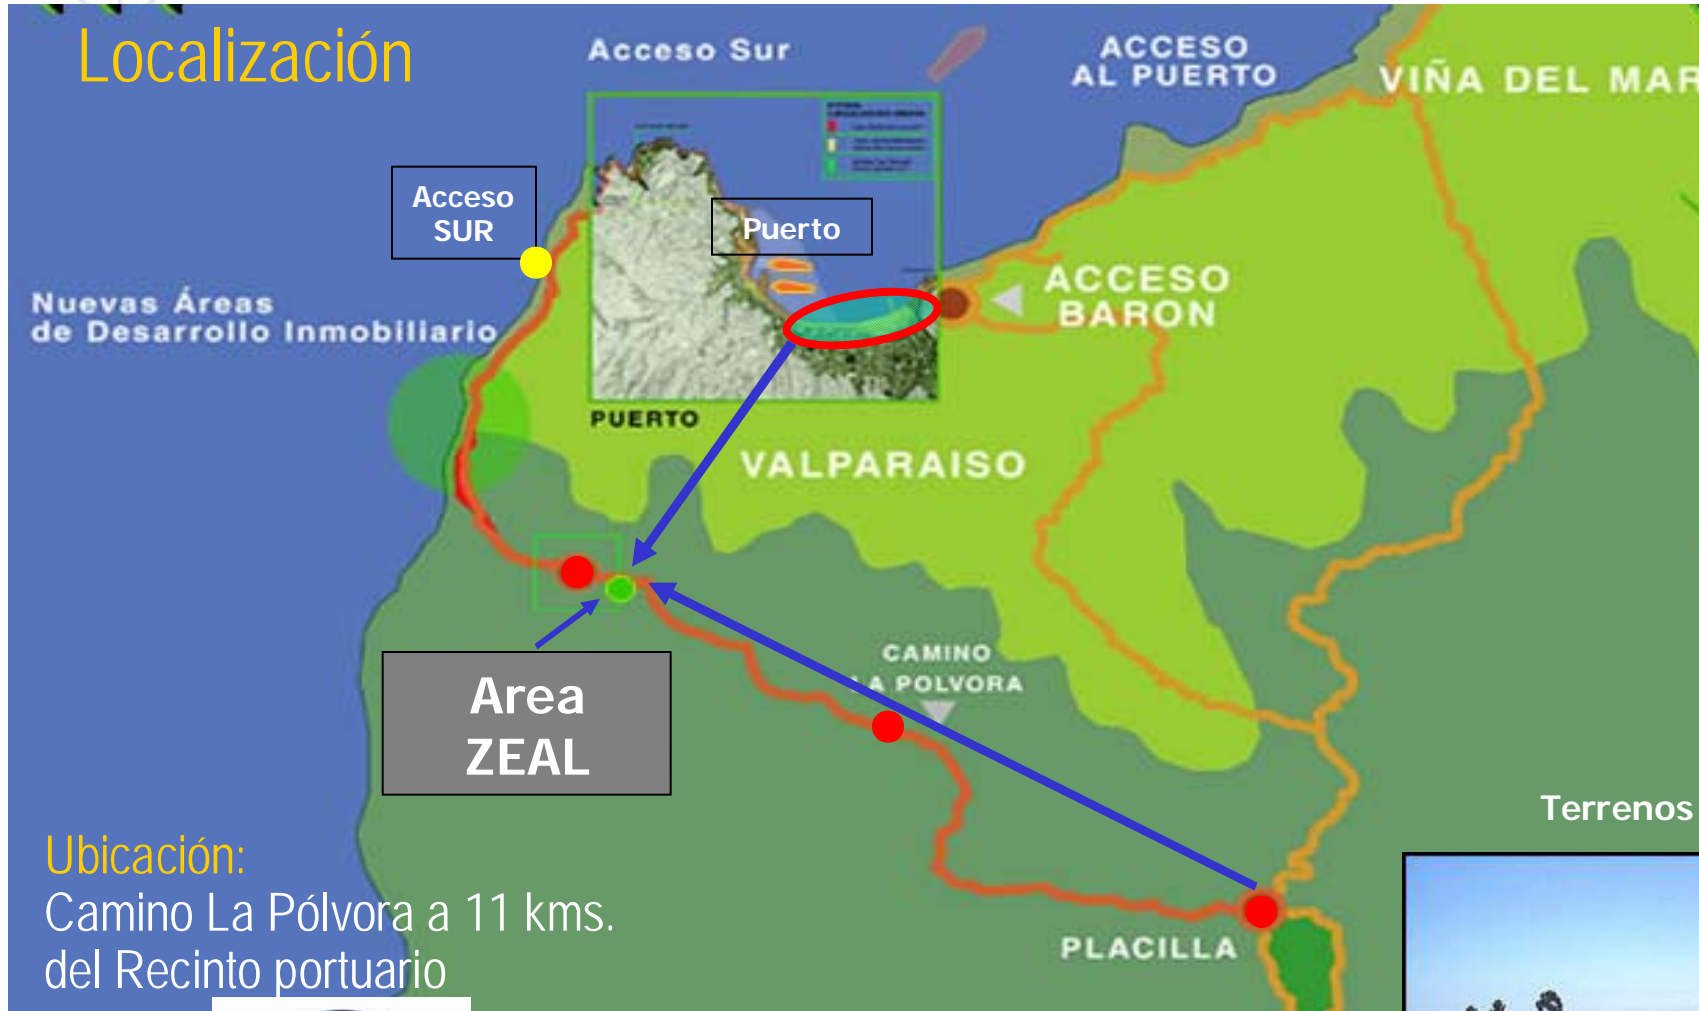 Localización
Acceso Sur
ACCESO
AL PUERTO
VIÑA DEL MAR
Acceso
SUR
Puerto
ACCESO
BARON
Nuevas Áreas
de Desarrollo Inmobiliario
PUERTO
VALPARAISO
CAMINO
LA POLVORA
Area
ZEAL
Terrenos
Ubicación:
Camino La Pólvora a 11 kms.
del Recinto portuario
PLACILLA